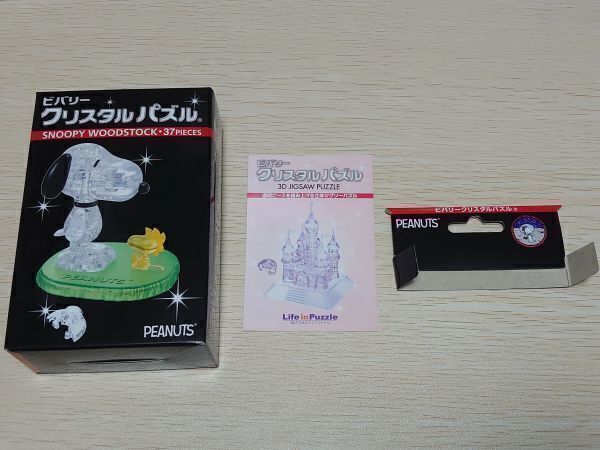 ビバリー
クリスタルパズル®
SNOOPY WOODSTOCK・37PIECES
PEANUTS
PEANUTS
ビバリー
クリスタルパズル
3D JIGSAW PUZZLE
Life in Puzzle
ビバリークリスタルパズル®
PEANUTS